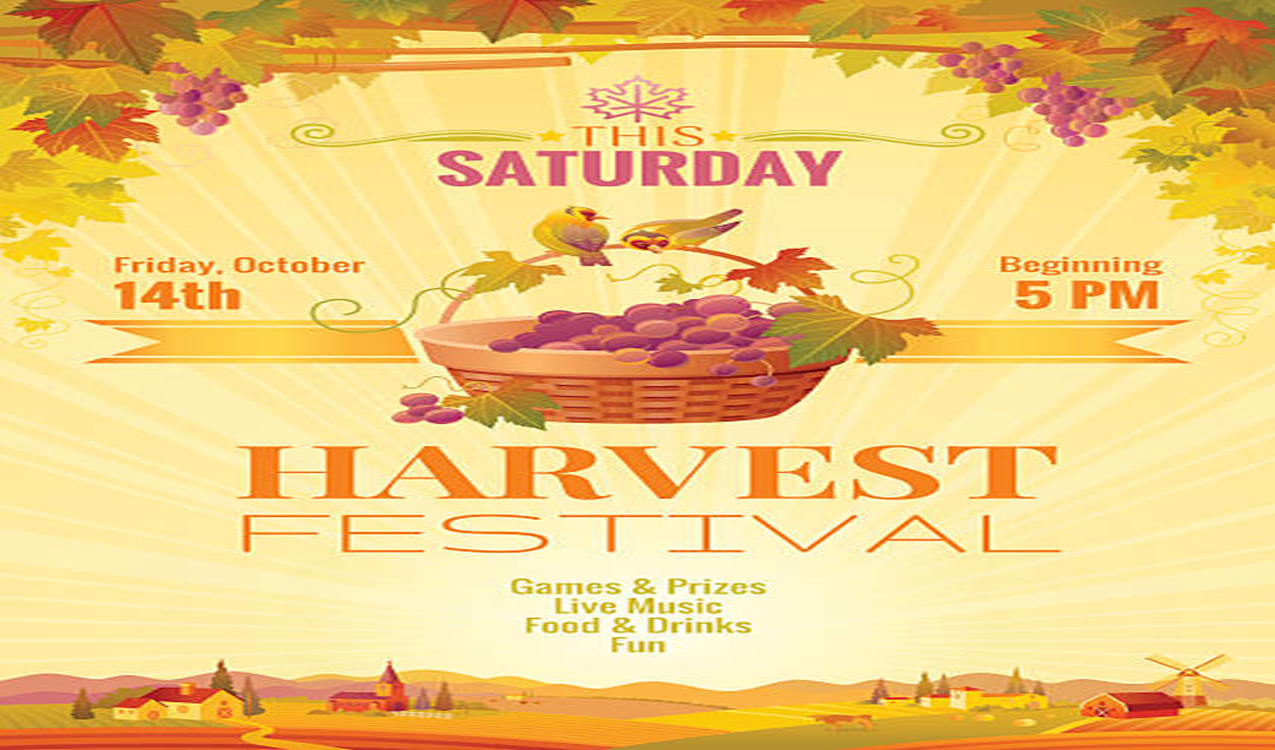 THIS
SATURDAY
Friday, October
14th
Beginning
5 PM
HARVEST
FESTIVAL
Games & Prizes
Live Music
Food & Drinks
Fun